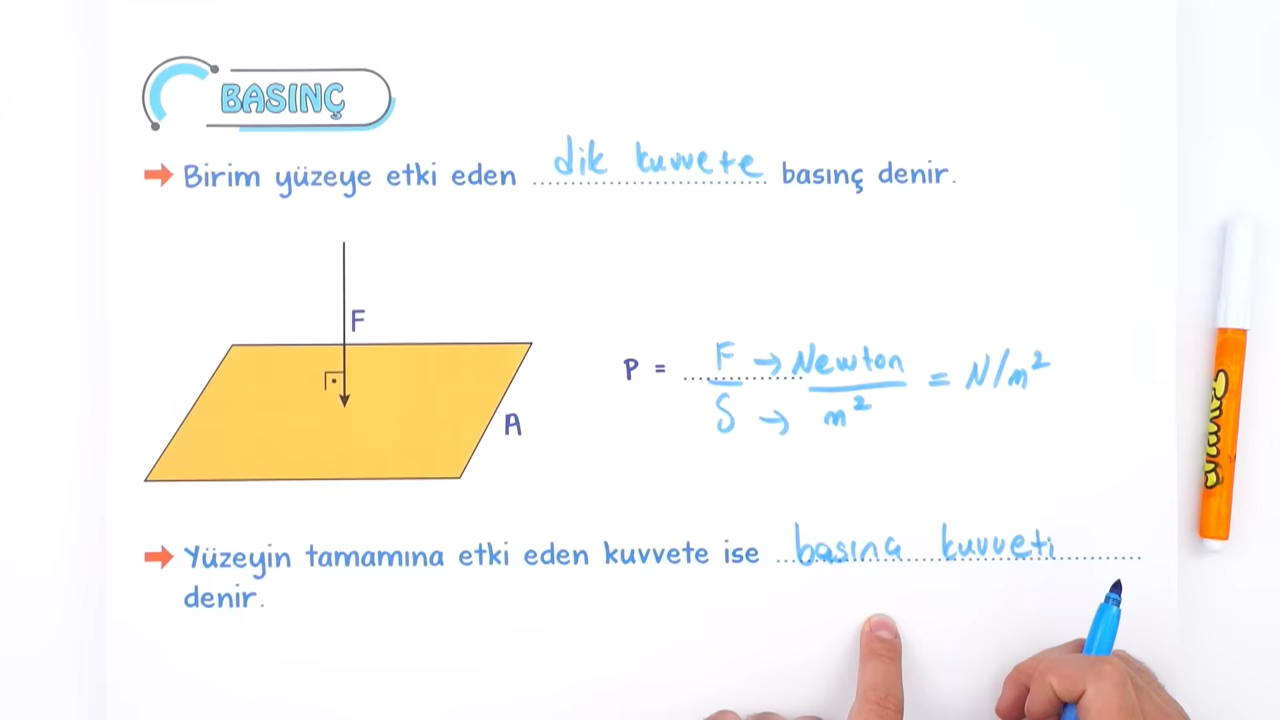 BASINÇ
Birim yüzeye etki eden dik kuvvete basınç denir.
F
A
P = F → Newton = N/m²
S → m²
Yüzeyin tamamına etki eden kuvvete ise basınç kuvveti
denir.